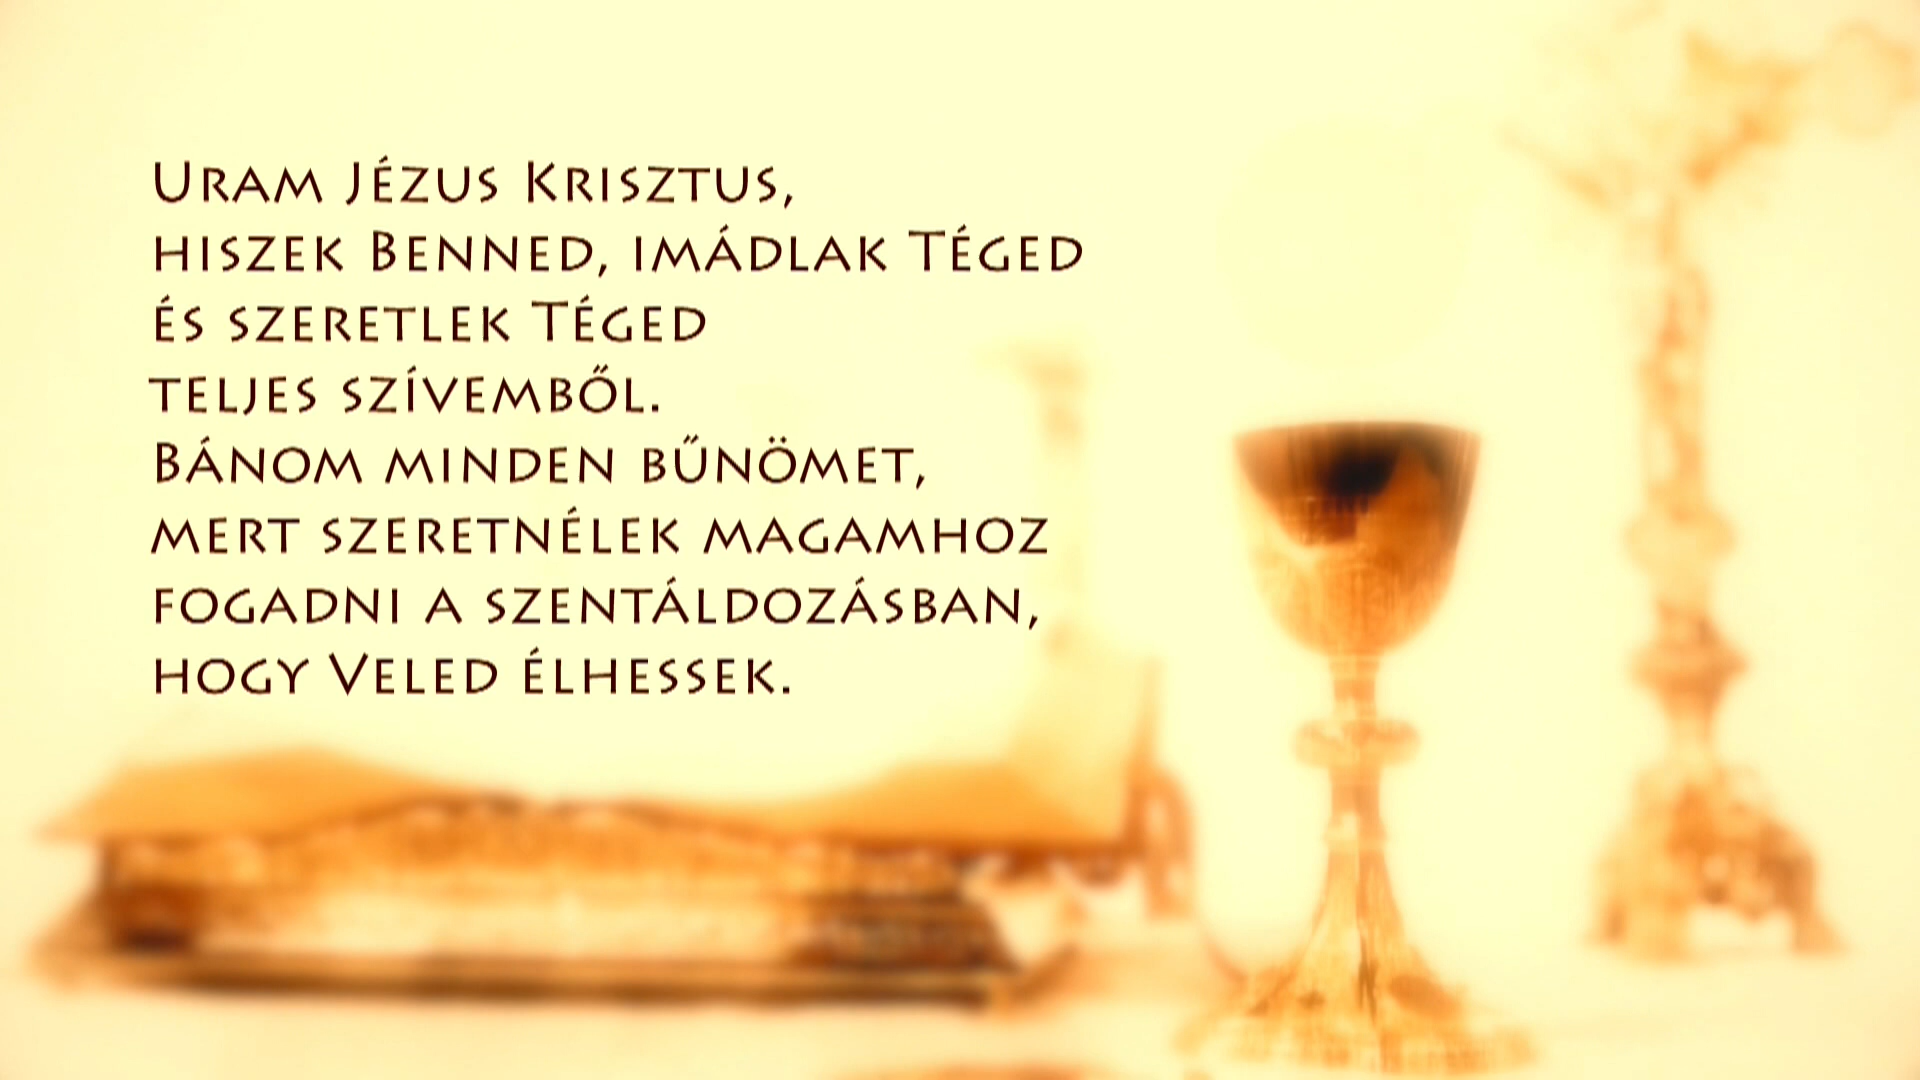 Uram Jézus Krisztus,
hiszek Benned, imádlak Téged
és szeretlek Téged
teljes szívemből.
Bánom minden bűnömet,
mert szeretnélek magamhoz
fogadni a szentáldozásban,
hogy Veled élhessek.